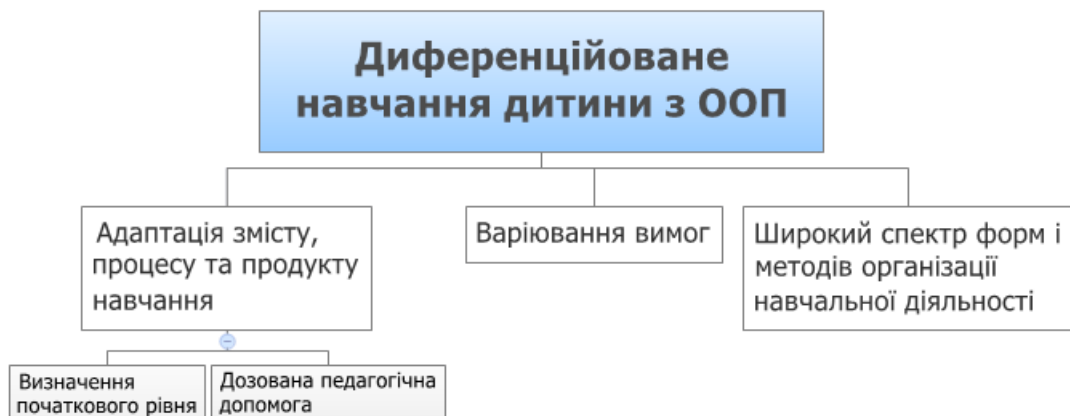 Диференційоване
навчання дитини з ООП
Адаптація змісту,
процесу та продукту
навчання
Варіювання вимог
Широкий спектр форм і
методів організації
навчальної діяльності
Визначення
початкового рівня
Дозована педагогічна
допомога